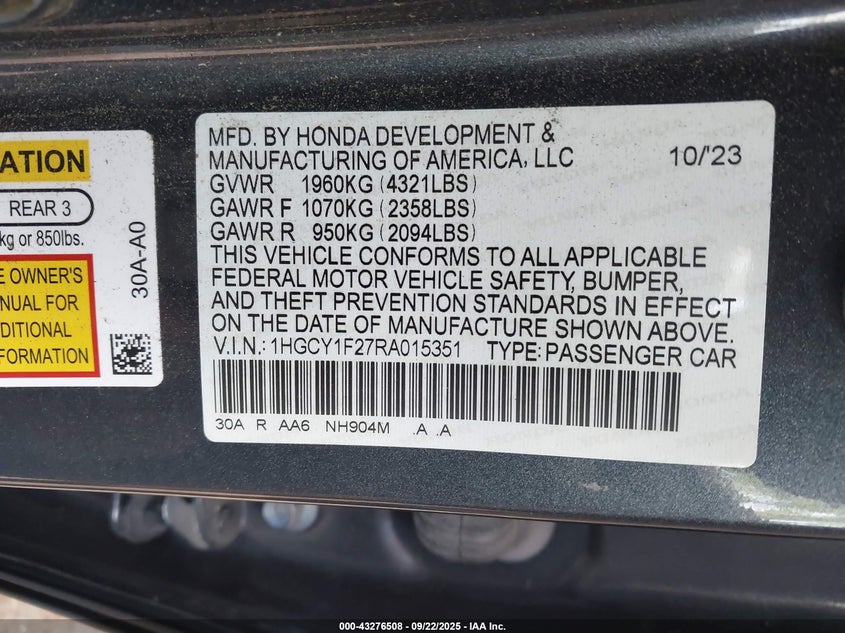 ATION
REAR 3
kg or 850lbs.
E OWNER'S
NUAL FOR
DITIONAL
FORMATION
30A-A0
MFD. BY HONDA DEVELOPMENT &
MANUFACTURING OF AMERICA, LLC 10/'23
GVWR 1960KG (4321LBS)
GAWR F 1070KG (2358LBS)
GAWR R 950KG (2094LBS)
THIS VEHICLE CONFORMS TO ALL APPLICABLE
FEDERAL MOTOR VEHICLE SAFETY, BUMPER,
AND THEFT PREVENTION STANDARDS IN EFFECT
ON THE DATE OF MANUFACTURE SHOWN ABOVE.
V.I.N.: 1HGCY1F27RA015351 TYPE: PASSENGER CAR
30A R AA6 NH904M .A .A
000-43276508 - 09/22/2025 - IAA Inc.